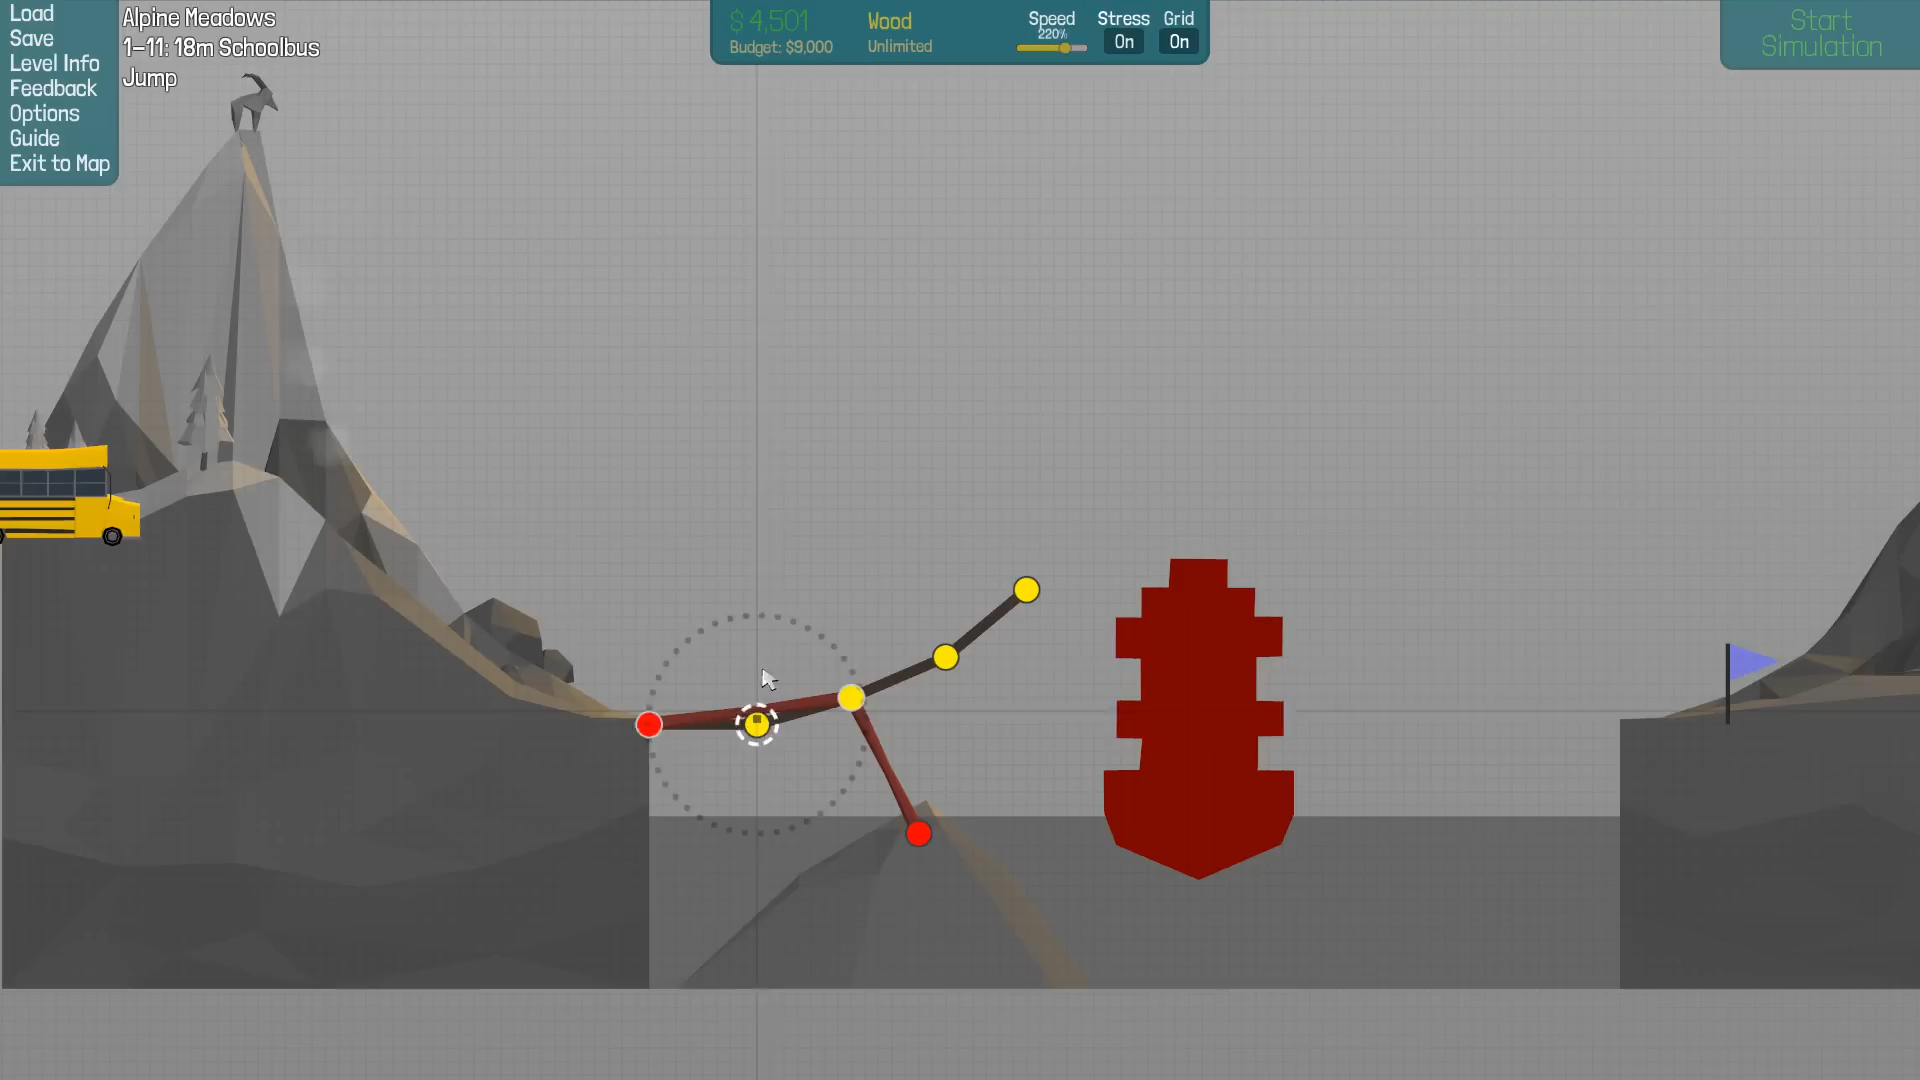 Load
Save
Level Info
Feedback
Options
Guide
Exit to Map
Alpine Meadows
1-11: 18m Schoolbus
Jump
$ 4,501
Budget: $9,000
Wood
Unlimited
Speed
220%
Stress
On
Grid
On
Start
Simulation